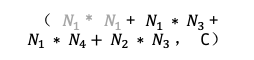 ( N₁ * N₁ + N₁ * N₃ +
N₁ * N₄ + N₂ * N₃ , C)